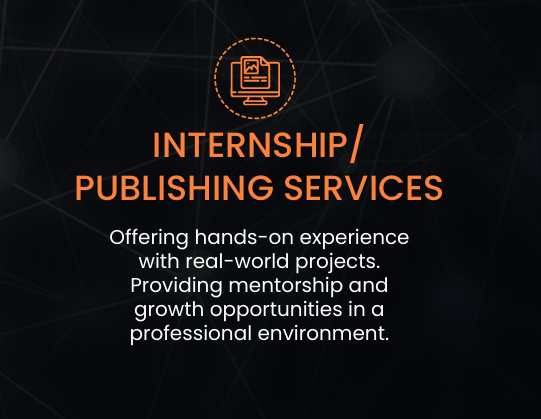 INTERNSHIP/
PUBLISHING SERVICES
Offering hands-on experience
with real-world projects.
Providing mentorship and
growth opportunities in a
professional environment.